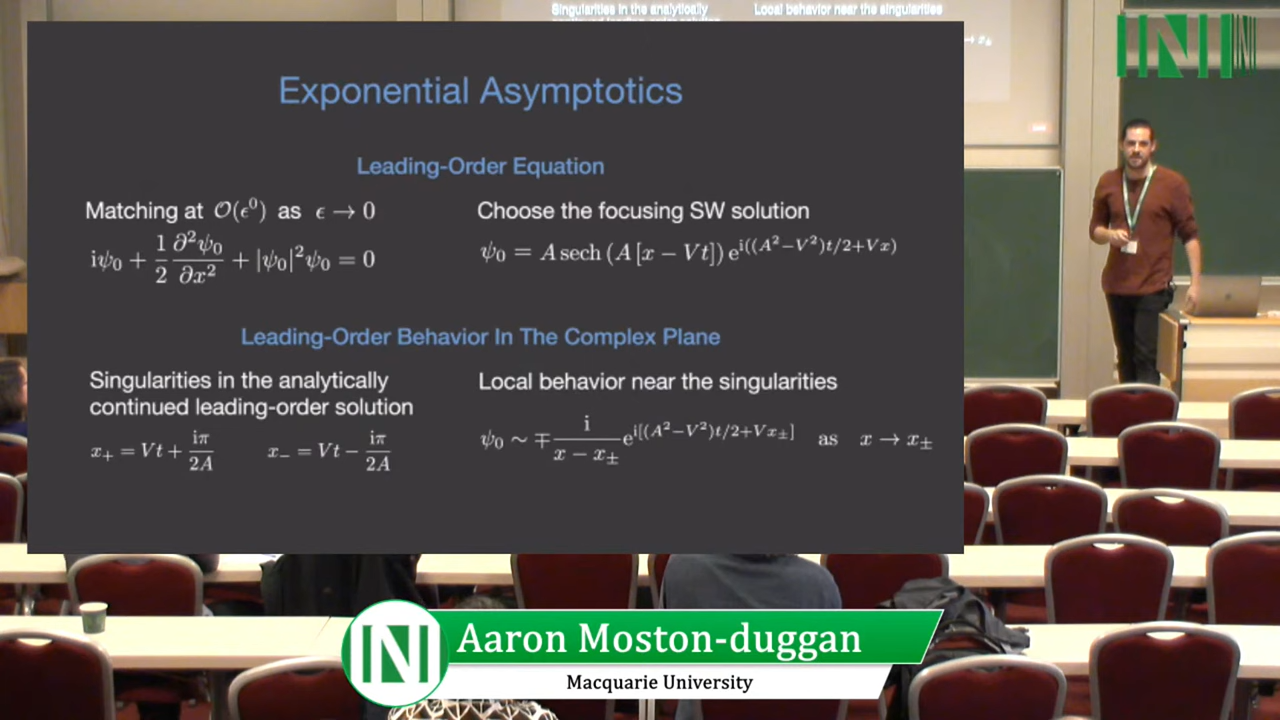 Singularities in the analytically
Local behavior near the singularities
INI
Exponential Asymptotics
Leading-Order Equation
Matching at 𝒪(ϵ⁰) as ϵ → 0
Choose the focusing SW solution
iψ₀ + 1/2 ∂²ψ₀/∂x² + |ψ₀|²ψ₀ = 0
ψ₀ = A sech (A [x − Vt]) e^{i((A²−V²)t/2+Vx)}
Leading-Order Behavior In The Complex Plane
Singularities in the analytically
continued leading-order solution
Local behavior near the singularities
x₊ = Vt + iπ/2A x₋ = Vt − iπ/2A
ψ₀ ∼ ∓ i/(x − x±) e^{i[(A²−V²)t/2+Vx±]} as x → x±
INI
Aaron Moston-duggan
Macquarie University